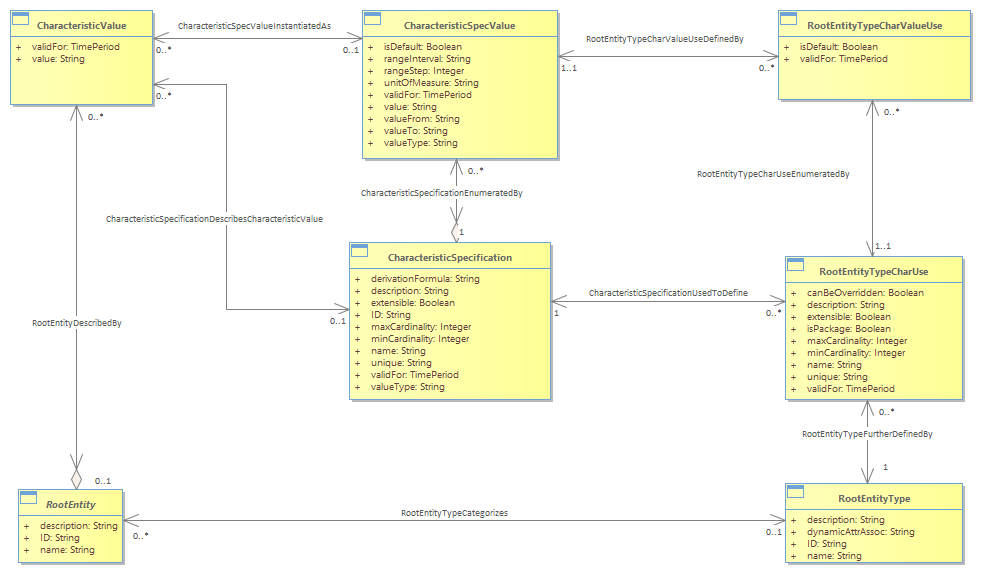 CharacteristicValue
+ validFor: TimePeriod
+ value: String
CharacteristicSpecValueInstantiatedAs
0..*
0..1
CharacteristicSpecValue
+ isDefault: Boolean
+ rangeInterval: String
+ rangeStep: Integer
+ unitOfMeasure: String
+ validFor: TimePeriod
+ value: String
+ valueFrom: String
+ valueTo: String
+ valueType: String
RootEntityTypeCharValueUseDefinedBy
1..1
0..*
RootEntityTypeCharValueUse
+ isDefault: Boolean
+ validFor: TimePeriod
0..*
0..*
0..*
0..*
RootEntityTypeCharUseEnumeratedBy
CharacteristicSpecificationEnumeratedBy
CharacteristicSpecificationDescribesCharacteristicValue
1
1..1
CharacteristicSpecification
+ derivationFormula: String
+ description: String
+ extensible: Boolean
+ ID: String
+ maxCardinality: Integer
+ minCardinality: Integer
+ name: String
+ unique: String
+ validFor: TimePeriod
+ valueType: String
0..1
CharacteristicSpecificationUsedToDefine
1
0..*
RootEntityTypeCharUse
+ canBeOverridden: Boolean
+ description: String
+ extensible: Boolean
+ isPackage: Boolean
+ maxCardinality: Integer
+ minCardinality: Integer
+ name: String
+ unique: String
+ validFor: TimePeriod
RootEntityDescribedBy
0..*
RootEntityTypeFurtherDefinedBy
1
0..1
RootEntity
+ description: String
+ ID: String
+ name: String
RootEntityTypeCategorizes
0..*
0..1
RootEntityType
+ description: String
+ dynamicAttrAssoc: String
+ ID: String
+ name: String